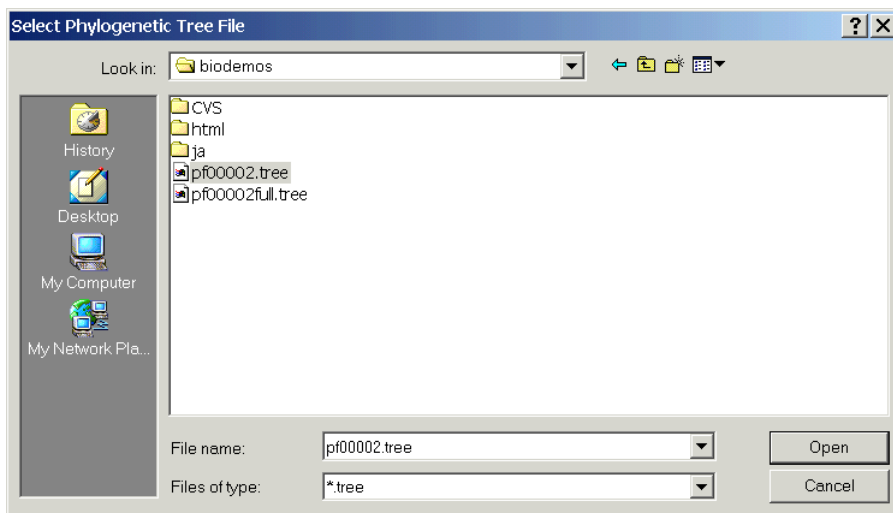 Select Phylogenetic Tree File
Look in: biodemos
History
Desktop
My Computer
My Network Pla...
CVS
html
ja
pf00002.tree
pf00002full.tree
File name: pf00002.tree Open
Files of type: *.tree Cancel